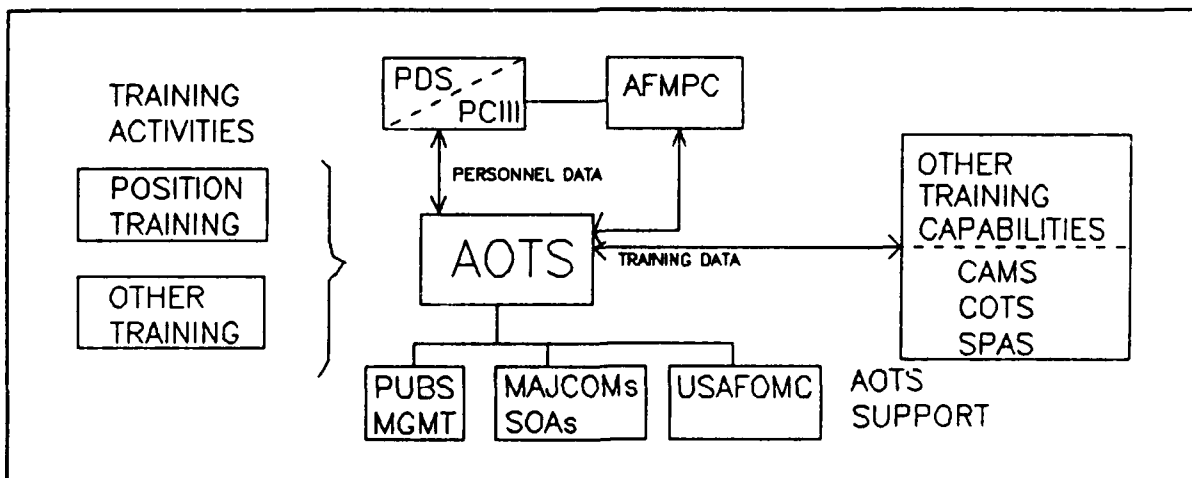 TRAINING
ACTIVITIES
POSITION
TRAINING
OTHER
TRAINING
PDS
PCIII
AFMPC
PERSONNEL DATA
AOTS
TRAINING DATA
OTHER
TRAINING
CAPABILITIES
CAMS
COTS
SPAS
PUBS
MGMT
MAJCOMs
SOAs
USAFOMC
AOTS
SUPPORT